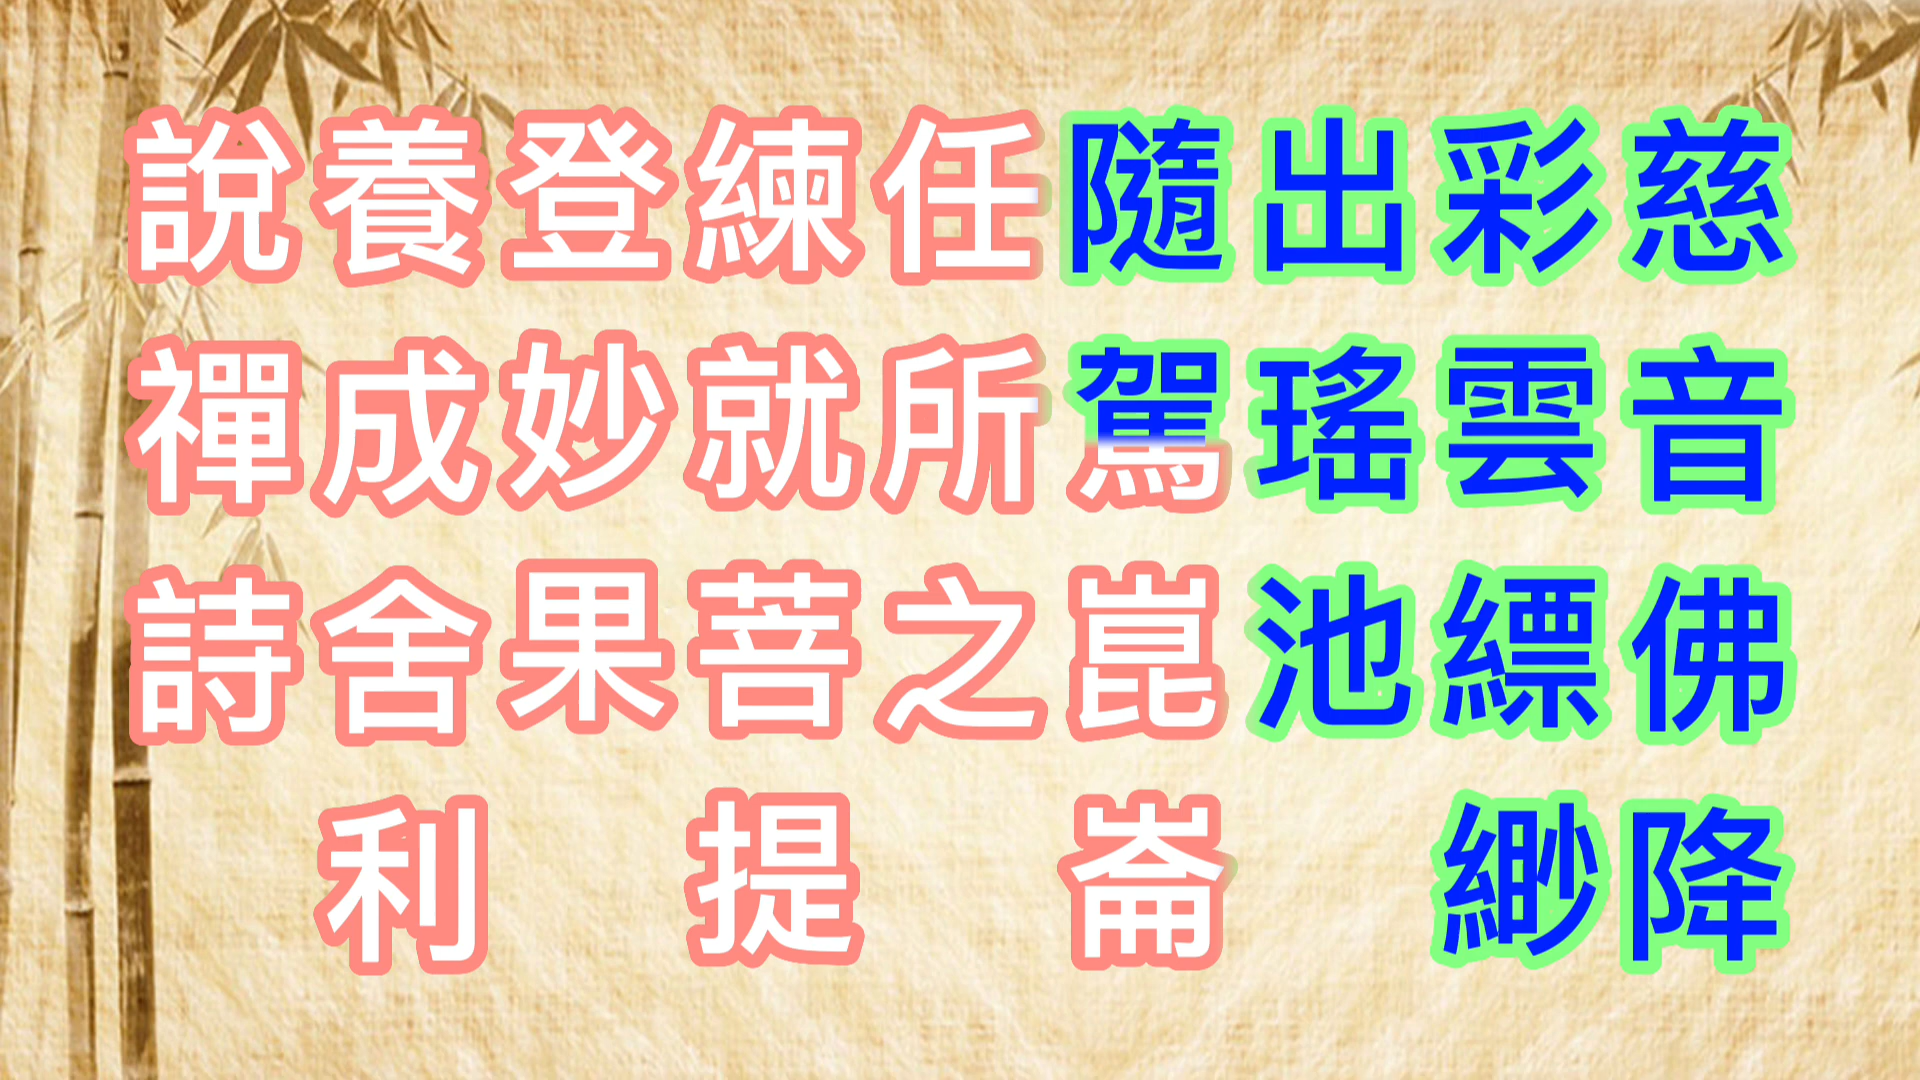 慈音佛降
彩雲縹緲
出瑤池
隨駕崑崙
任所之
練就菩提
登妙果
養成舍利
說禪詩